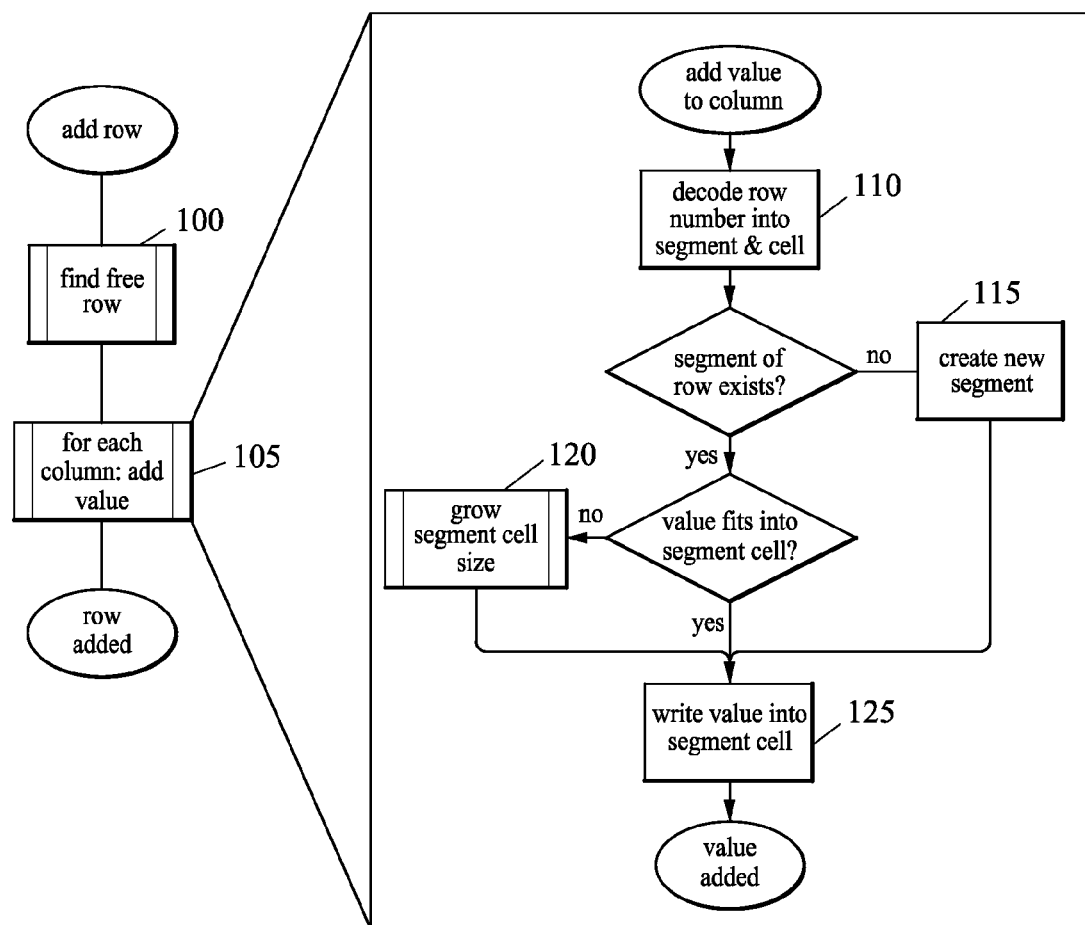 add row
100
find free
row
for each
column: add
value
105
row
added
add value
to column
decode row
number into
segment & cell
110
segment of
row exists?
no
115
create new
segment
yes
120
grow
segment cell
size
no
value fits into
segment cell?
yes
write value into
segment cell
125
value
added